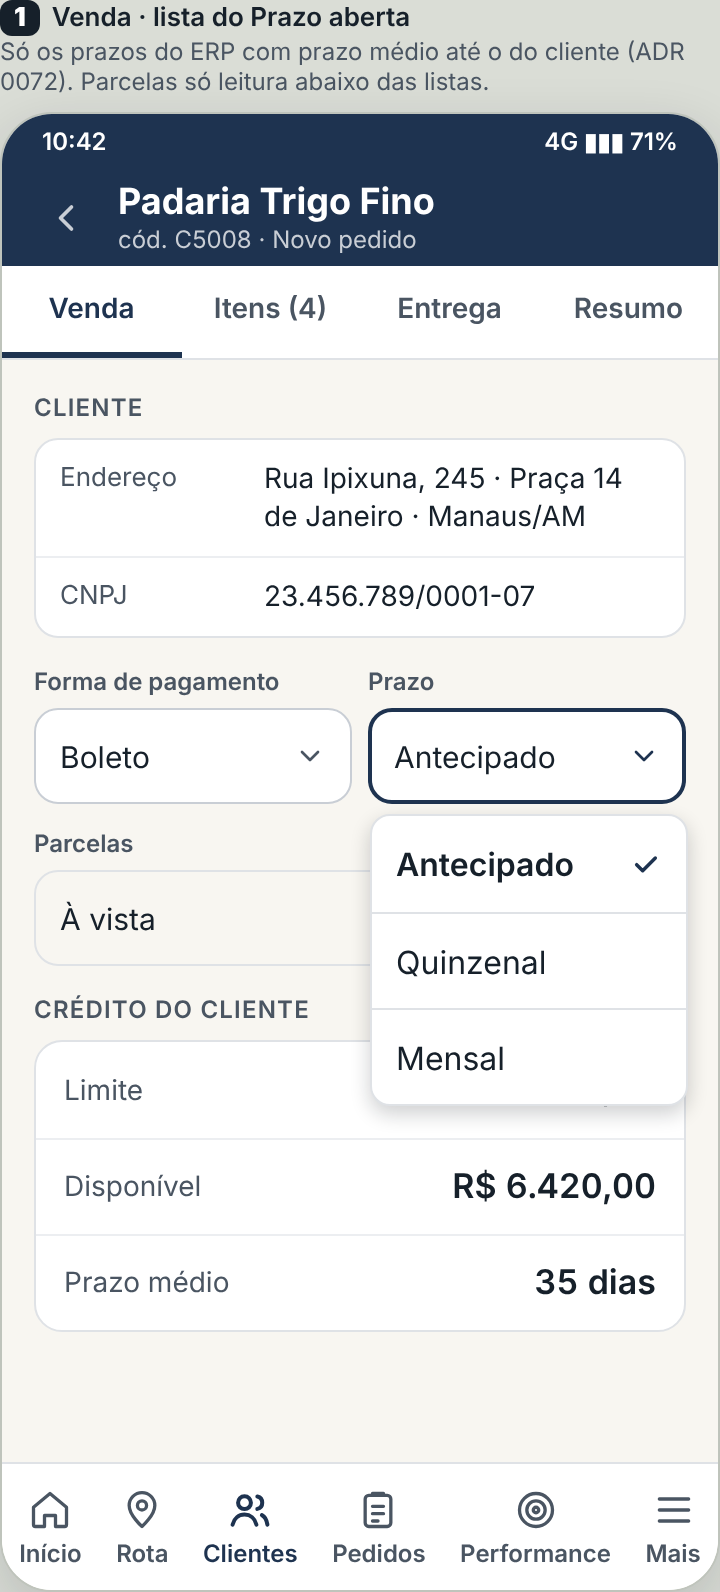 1 Venda · lista do Prazo aberta
Só os prazos do ERP com prazo médio até o do cliente (ADR
0072). Parcelas só leitura abaixo das listas.
10:42 4G 71%
Padaria Trigo Fino
cód. C5008 · Novo pedido
Venda Itens (4) Entrega Resumo
CLIENTE
Endereço Rua Ipixuna, 245 · Praça 14
de Janeiro · Manaus/AM
CNPJ 23.456.789/0001-07
Forma de pagamento Prazo
Boleto Antecipado
Parcelas
Antecipado
À vista
Quinzenal
CRÉDITO DO CLIENTE
Mensal
Limite
Disponível R$ 6.420,00
Prazo médio 35 dias
Início Rota Clientes Pedidos Performance Mais